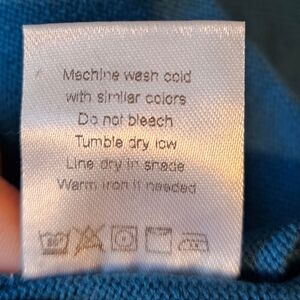 Machine wash cold
with similar colors
Do not bleach
Tumble dry low
Line dry in shade
Warm iron if needed